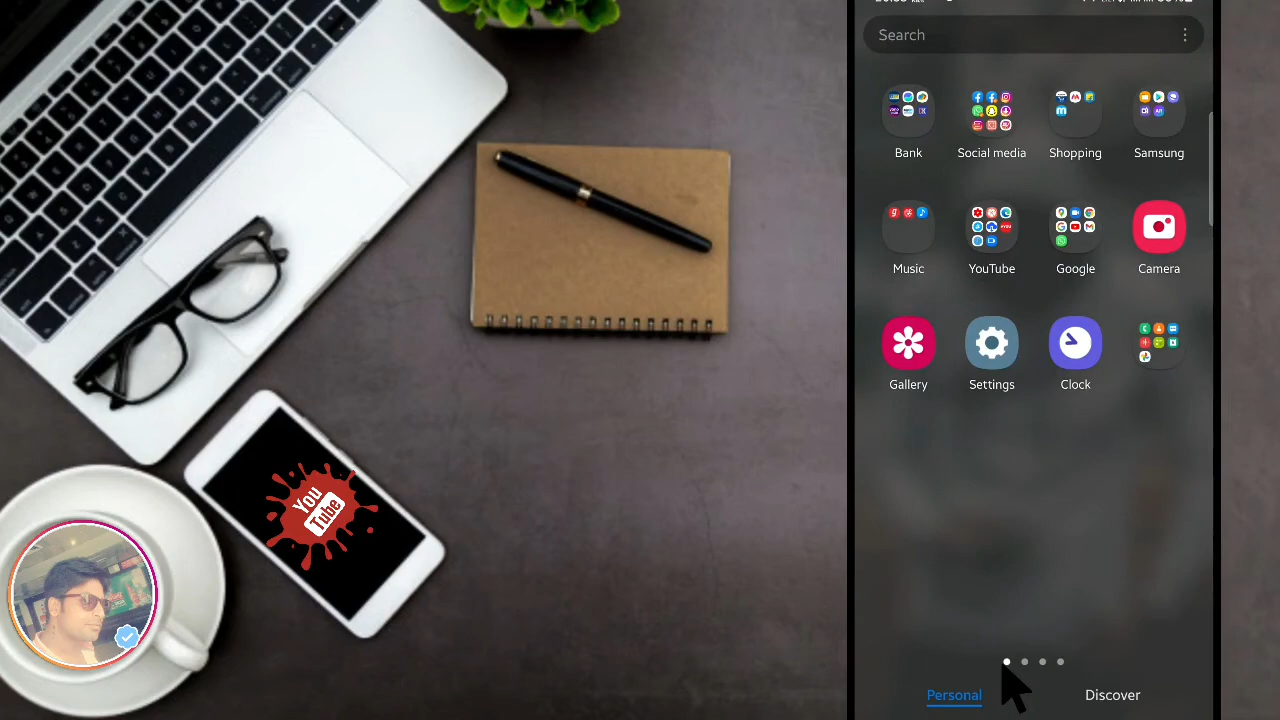 Search
Bank
Social media
Shopping
Samsung
Music
YouTube
Google
Camera
Gallery
Settings
Clock
Personal
Discover
You
Tube